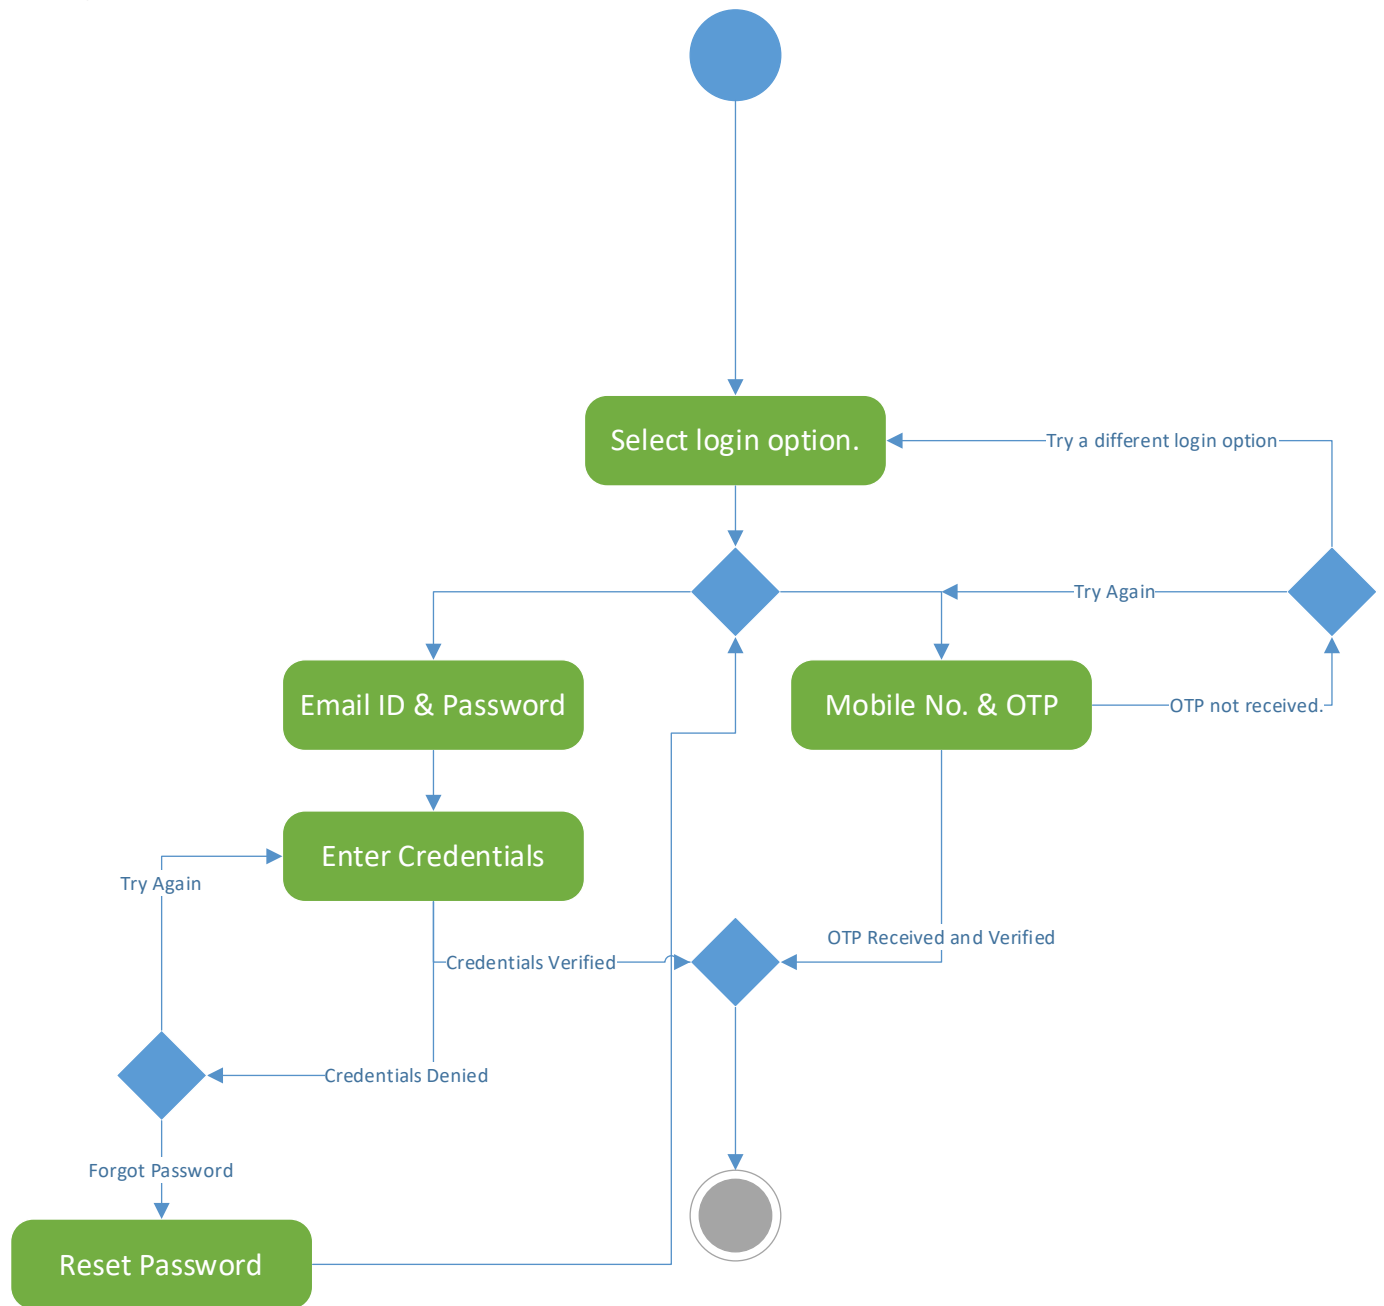 Select login option.
Try a different login option
Try Again
Email ID & Password
Mobile No. & OTP
OTP not received.
Enter Credentials
Try Again
OTP Received and Verified
Credentials Verified
Credentials Denied
Forgot Password
Reset Password